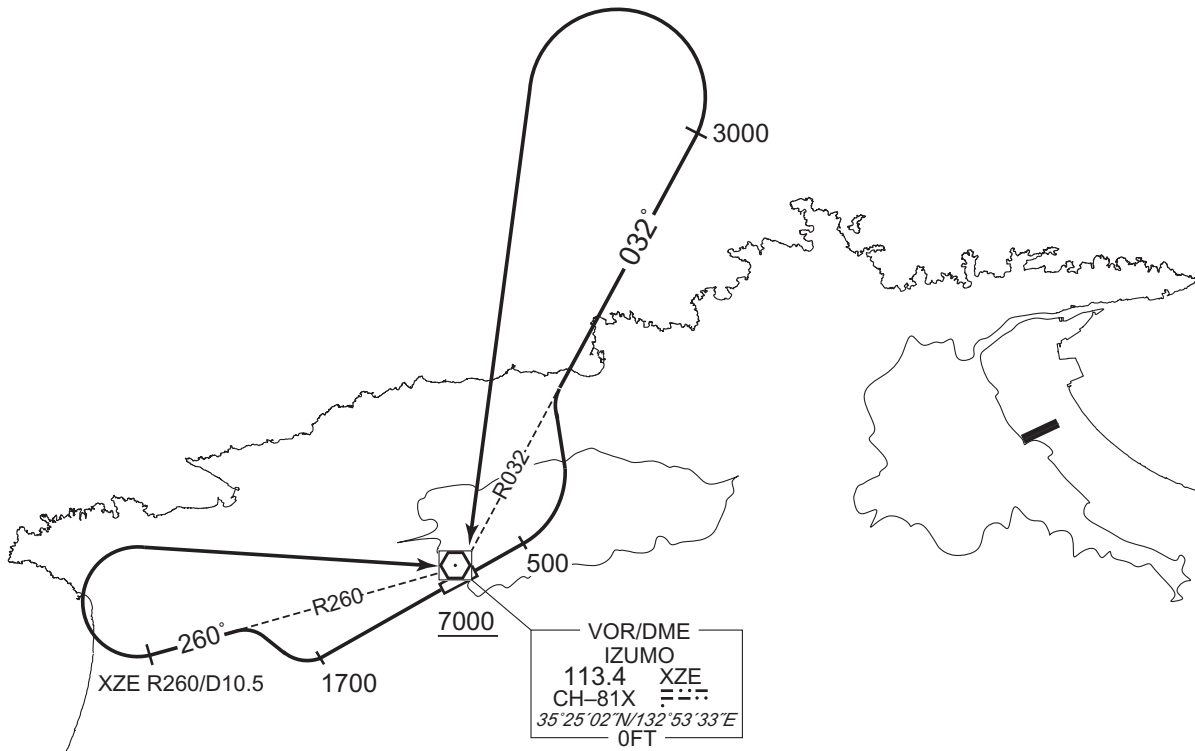 3000
032°
R032
500
7000
R260
260°
XZE R260/D10.5
1700
VOR/DME
IZUMO
113.4 XZE
CH–81X
35°25´02˝N/132°53´33˝E
0FT